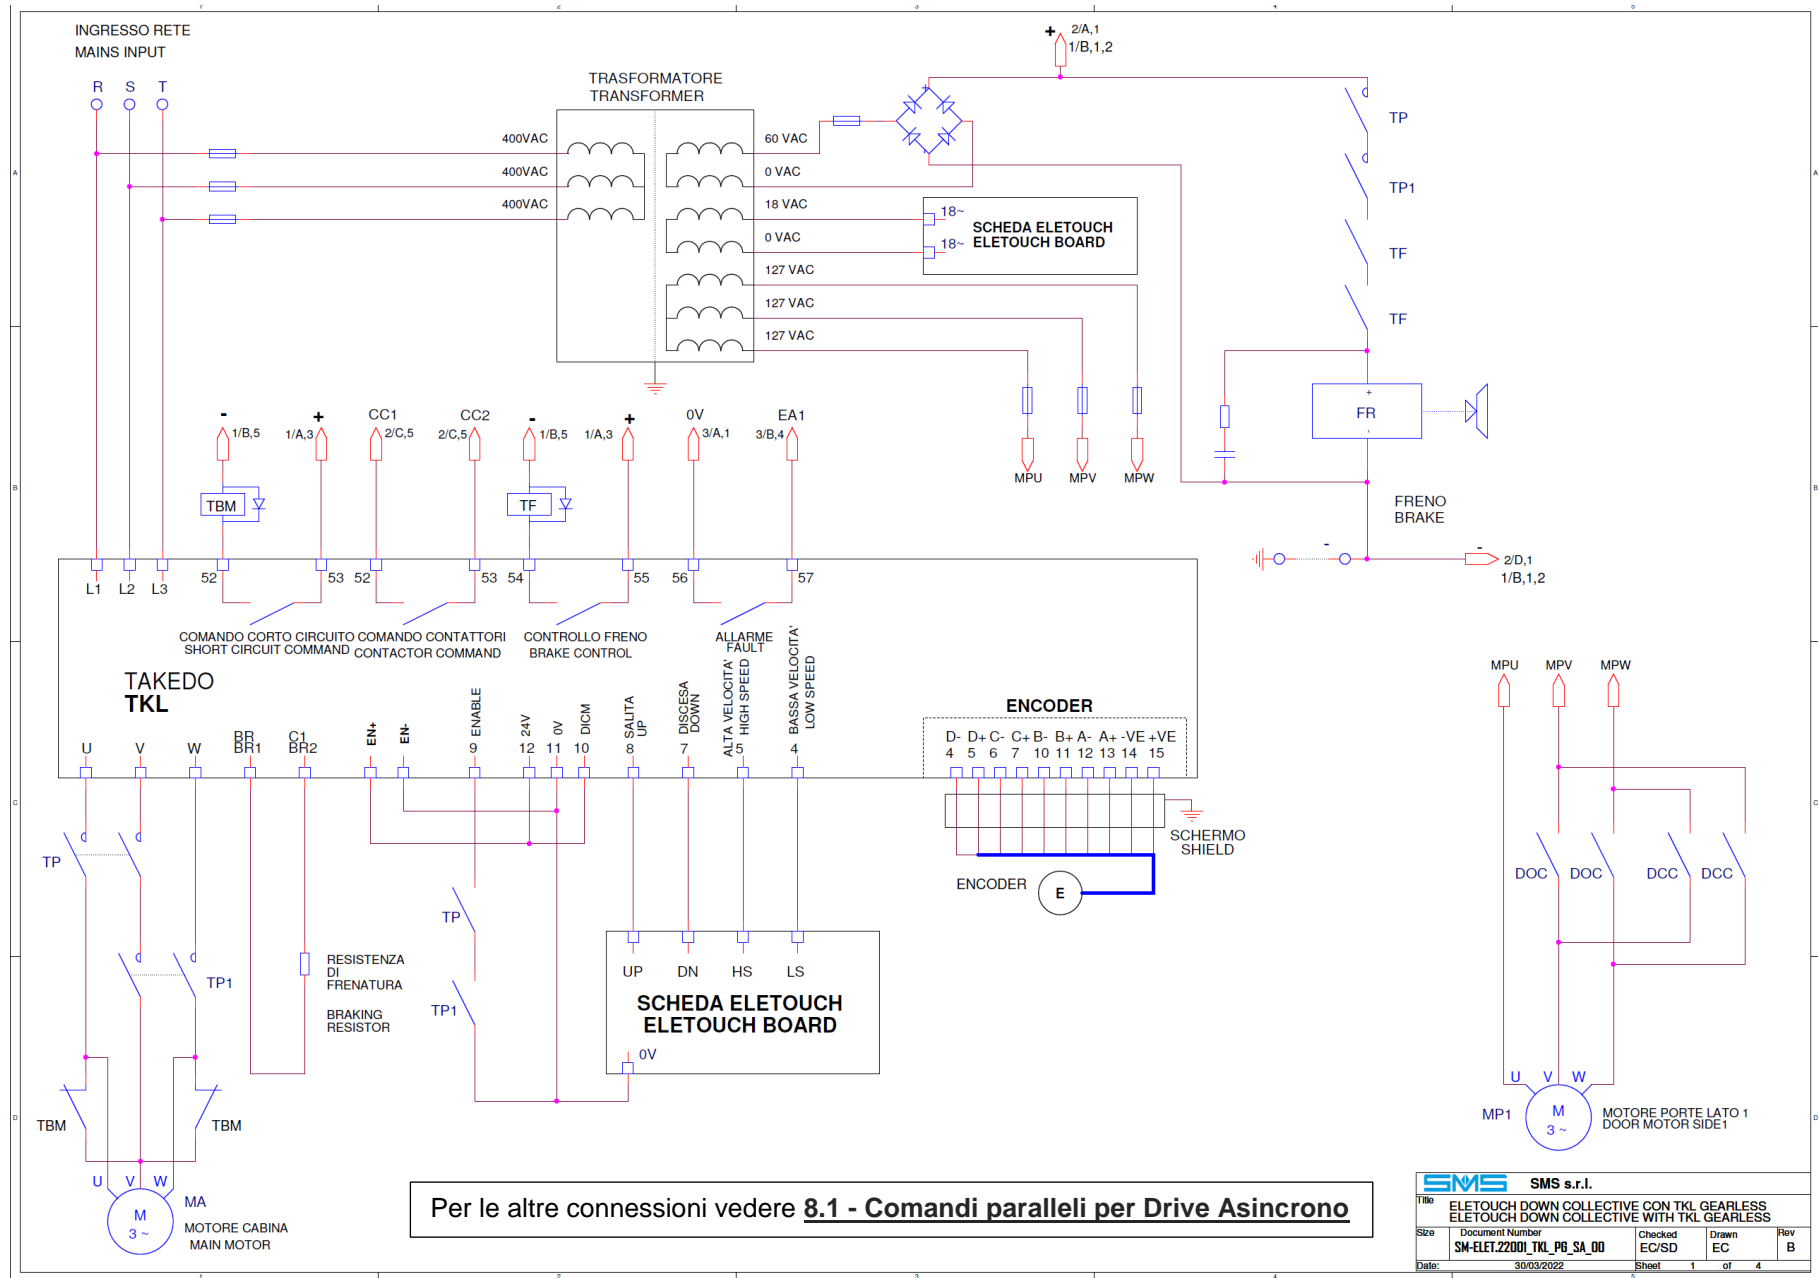 INGRESSO RETE
MAINS INPUT
R S T
TRASFORMATORE
TRANSFORMER
400VAC
400VAC
400VAC
60 VAC
0 VAC
18 VAC
0 VAC
127 VAC
127 VAC
127 VAC
+ 2/A,1
1/B,1,2
18~
18~
SCHEDA ELETOUCH
ELETOUCH BOARD
TP
TP1
TF
TF
+
FR
-
FRENO
BRAKE
-
- 2/D,1
1/B,1,2
MPU MPV MPW
- 1/B,5
+ 1/A,3
CC1 2/C,5
CC2 2/C,5
- 1/B,5
+ 1/A,3
0V 3/A,1
EA1 3/B,4
TBM
TF
L1 L2 L3
52 53 52 53 54 55 56 57
COMANDO CORTO CIRCUITO
SHORT CIRCUIT COMMAND
COMANDO CONTATTORI
CONTACTOR COMMAND
CONTROLLO FRENO
BRAKE CONTROL
ALLARME
FAULT
TAKEDO
TKL
U V W
BR C1
BR1 BR2
EN+
EN-
ENABLE
9
24V
12
0V
11
DICM
10
SALITA
UP
8
DISCESA
DOWN
7
ALTA VELOCITA'
HIGH SPEED
5
BASSA VELOCITA'
LOW SPEED
4
ENCODER
D- D+ C- C+ B- B+ A- A+ -VE +VE
4 5 6 7 10 11 12 13 14 15
SCHERMO
SHIELD
ENCODER
E
TP
TP1
RESISTENZA
DI
FRENATURA
BRAKING
RESISTOR
TP
TP1
UP DN HS LS
SCHEDA ELETOUCH
ELETOUCH BOARD
0V
TBM
TBM
U V W
M
3 ~
MA
MOTORE CABINA
MAIN MOTOR
MPU MPV MPW
DOC DOC DCC DCC
U V W
MP1
M
3 ~
MOTORE PORTE LATO 1
DOOR MOTOR SIDE1
Per le altre connessioni vedere 8.1 - Comandi paralleli per Drive Asincrono
SMS SMS s.r.l.
Title
ELETOUCH DOWN COLLECTIVE CON TKL GEARLESS
ELETOUCH DOWN COLLECTIVE WITH TKL GEARLESS
Size Document Number Checked Drawn Rev
SM-ELET.22001_TKL_PG_SA_00 EC/SD EC B
Date: 30/03/2022 Sheet 1 of 4